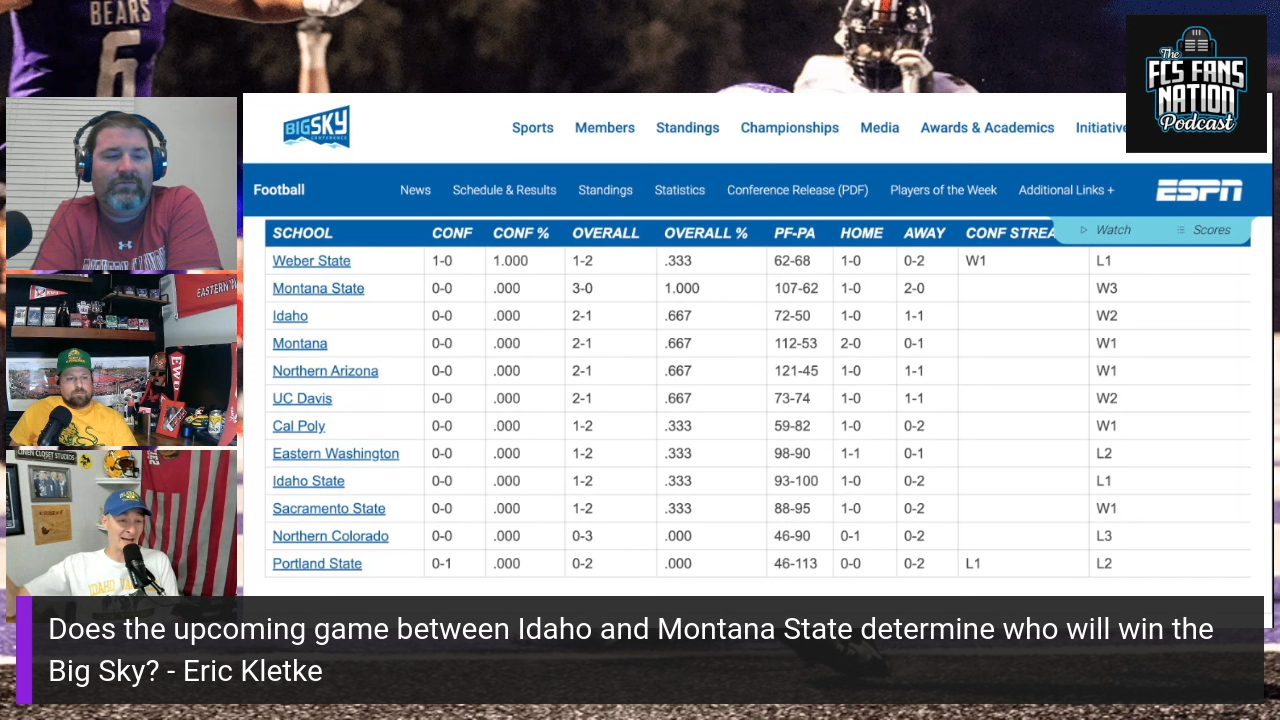 BEARS
6
The
FCS FANS
NATION
Podcast
BIGSKY
CONFERENCE
Sports Members Standings Championships Media Awards & Academics Initiative
Football News Schedule & Results Standings Statistics Conference Release (PDF) Players of the Week Additional Links + ESPN
Watch Scores
SCHOOL CONF CONF % OVERALL OVERALL % PF-PA HOME AWAY CONF STREA
Weber State 1-0 1.000 1-2 .333 62-68 1-0 0-2 W1 L1
Montana State 0-0 .000 3-0 1.000 107-62 1-0 2-0 W3
Idaho 0-0 .000 2-1 .667 72-50 1-0 1-1 W2
Montana 0-0 .000 2-1 .667 112-53 2-0 0-1 W1
Northern Arizona 0-0 .000 2-1 .667 121-45 1-0 1-1 W1
UC Davis 0-0 .000 2-1 .667 73-74 1-0 1-1 W2
Cal Poly 0-0 .000 1-2 .333 59-82 1-0 0-2 W1
Eastern Washington 0-0 .000 1-2 .333 98-90 1-1 0-1 L2
Idaho State 0-0 .000 1-2 .333 93-100 1-0 0-2 L1
Sacramento State 0-0 .000 1-2 .333 88-95 1-0 0-2 W1
Northern Colorado 0-0 .000 0-3 .000 46-90 0-1 0-2 L3
Portland State 0-1 .000 0-2 .000 46-113 0-0 0-2 L1 L2
EASTERN W
EWU
LINEN CLOSET STUDIOS
IDAHO
Does the upcoming game between Idaho and Montana State determine who will win the
Big Sky? - Eric Kletke